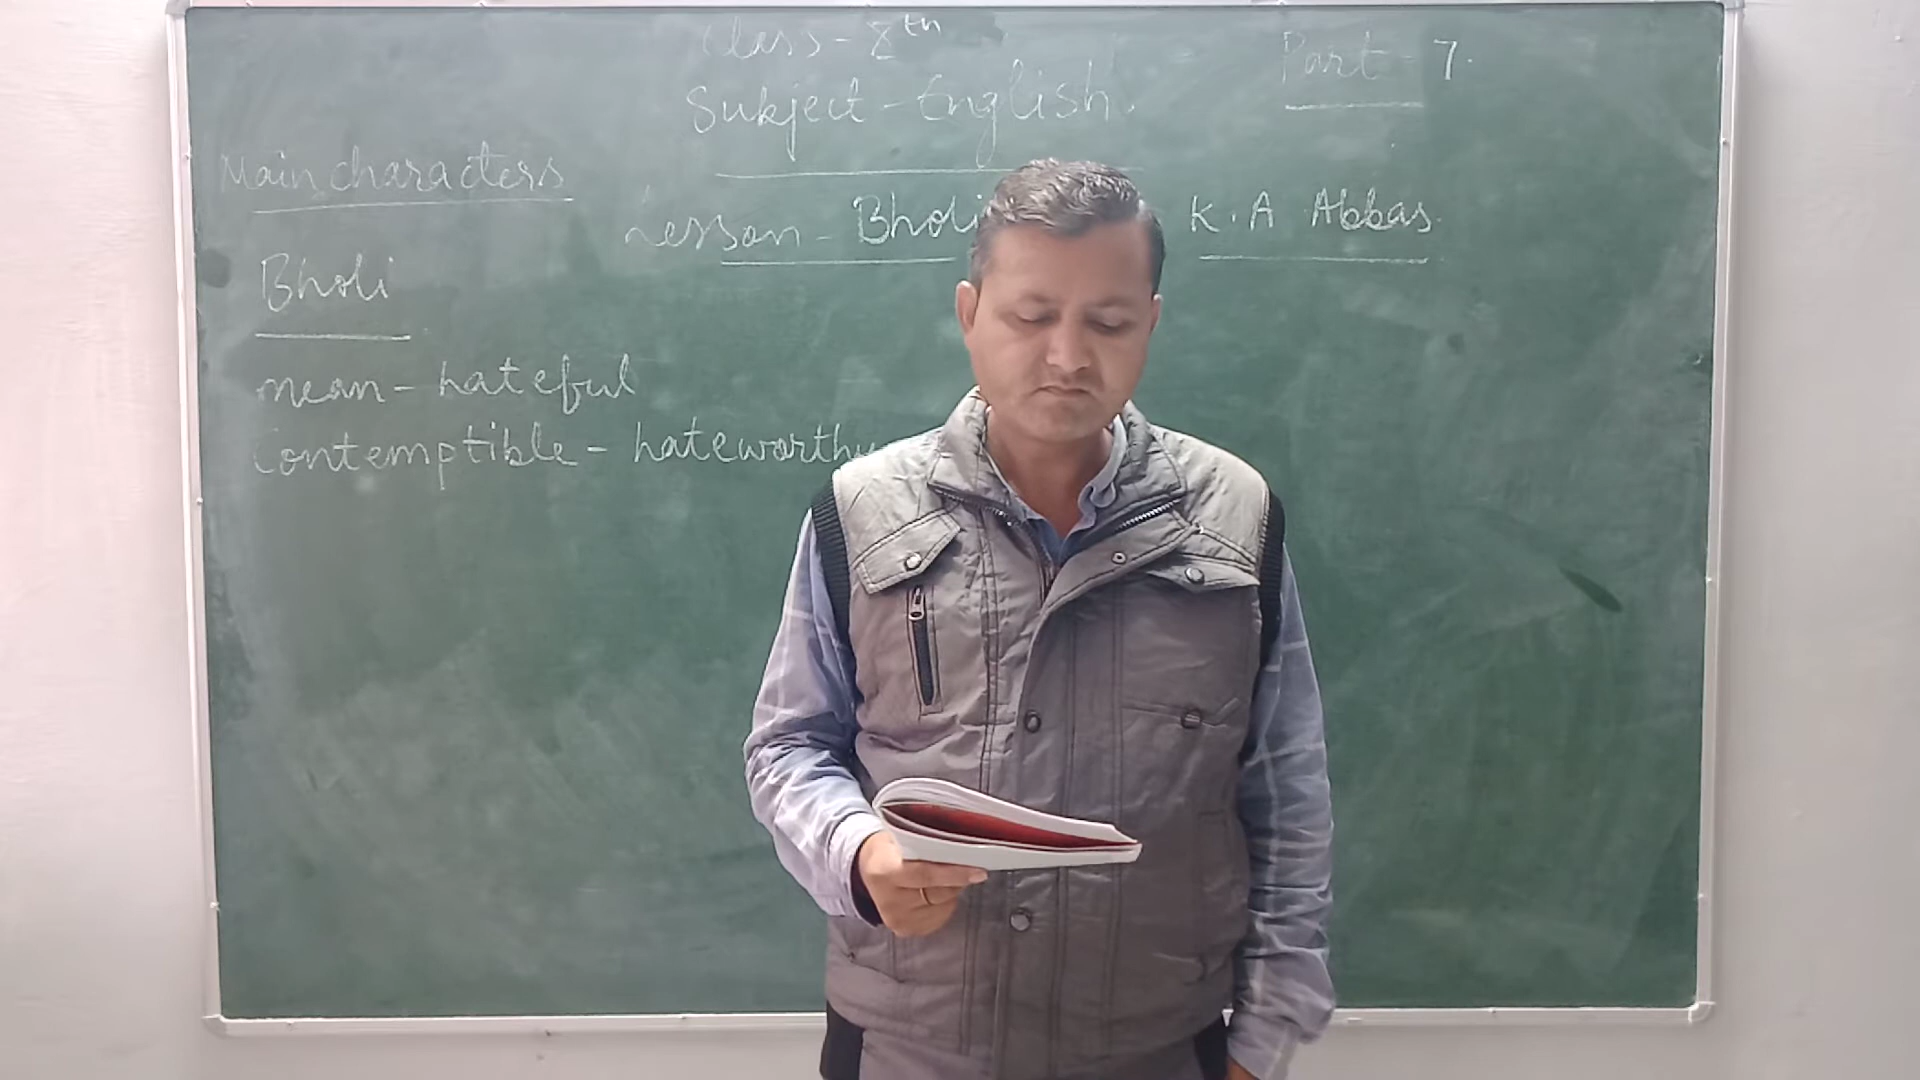 Class - 8th
Part - 7.
Subject - English.
Main characters
Lesson - Bholi
K. A Abbas.
Bholi
mean - hateful
Contemptible - hateworthy